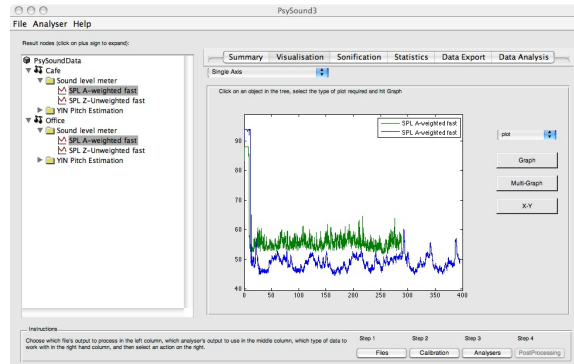 PsySound3
File Analyser Help
Result nodes (click on plus sign to expand):
PsySoundData
Cafe
Sound level meter
SPL A-weighted fast
SPL Z-Unweighted fast
YIN Pitch Estimation
Office
Sound level meter
SPL A-weighted fast
SPL Z-Unweighted fast
YIN Pitch Estimation
Summary Visualisation Sonification Statistics Data Export Data Analysis
Single Axis
Click on an object in the tree, select the type of plot required and hit Graph
SPL A-weighted fast
SPL A-weighted fast
90
80
70
60
50
40
0 50 100 150 200 250 300 350 400
plot
Graph
Multi-Graph
X-Y
Instructions
Choose which file's output to process in the left column, which analyser's output to use in the middle column, which type of data to
work with in the right hand column, and then select an action on the right.
Step 1 Step 2 Step 3 Step 4
Files Calibration Analysers PostProcessing